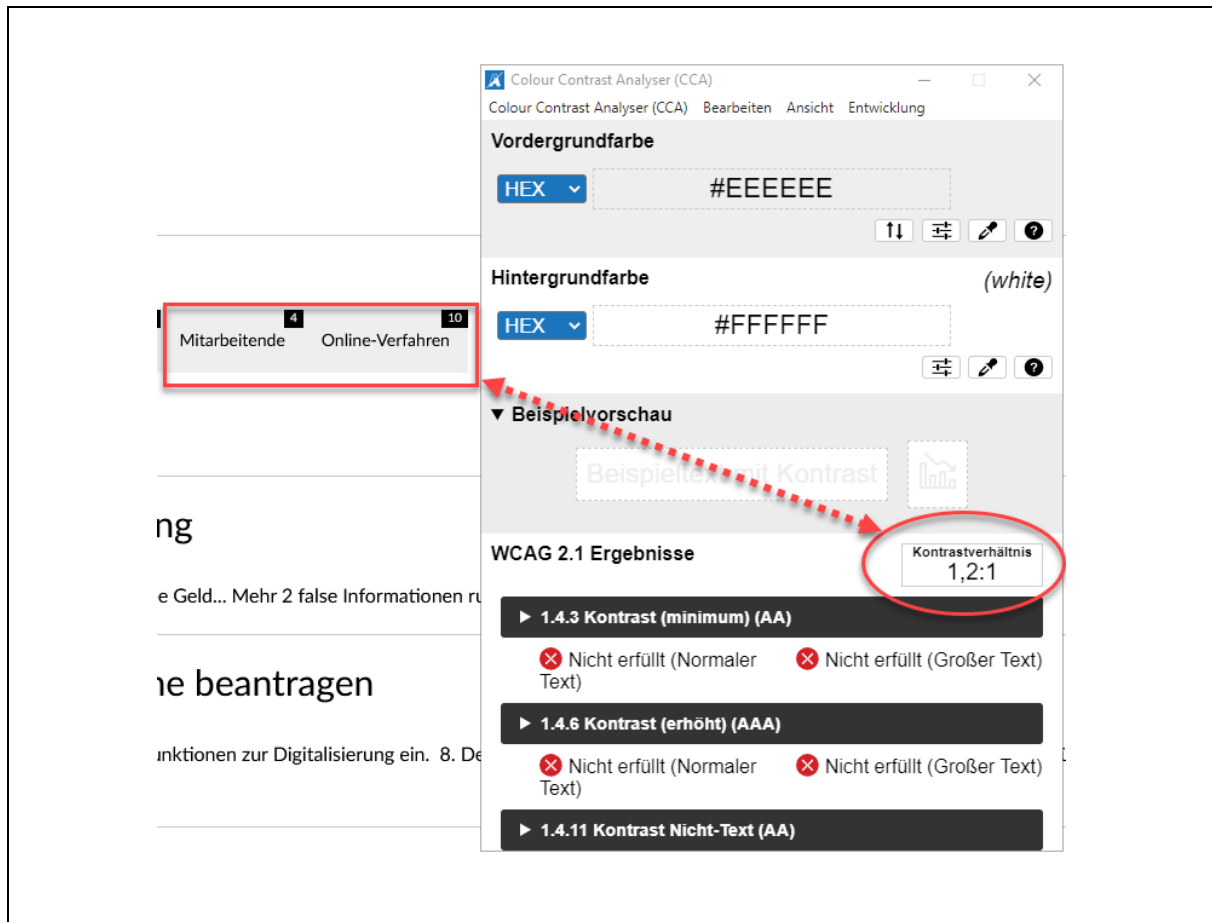 Colour Contrast Analyser (CCA)
Colour Contrast Analyser (CCA) Bearbeiten Ansicht Entwicklung
Vordergrundfarbe
HEX #EEEEEE
Hintergrundfarbe (white)
HEX #FFFFFF
Beispielvorschau
Beispieltext mit Kontrast
WCAG 2.1 Ergebnisse
Kontrastverhältnis
1,2:1
1.4.3 Kontrast (minimum) (AA)
Nicht erfüllt (Normaler Text) Nicht erfüllt (Großer Text)
1.4.6 Kontrast (erhöht) (AAA)
Nicht erfüllt (Normaler Text) Nicht erfüllt (Großer Text)
1.4.11 Kontrast Nicht-Text (AA)
4 10
Mitarbeitende Online-Verfahren
ng
e Geld... Mehr 2 false Informationen ru
ne beantragen
unktionen zur Digitalisierung ein. 8. De